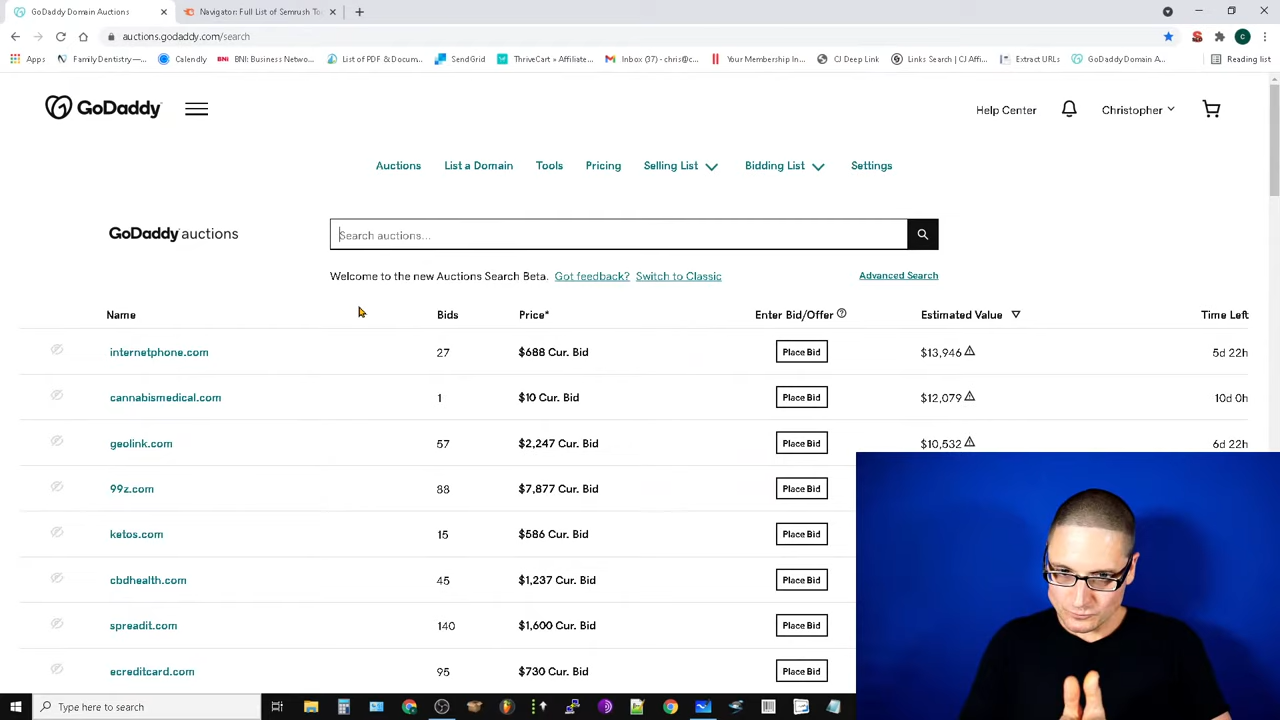 GoDaddy Domain Auctions
Navigator: Full List of Semrush To
auctions.godaddy.com/search
Apps
Family Dentistry —...
Calendly
BNI: Business Netwo...
List of PDF & Docum...
SendGrid
ThriveCart » Affiliate...
Inbox (37) - chris@c...
Your Membership In...
CJ Deep Link
Links Search | CJ Affi...
Extract URLs
GoDaddy Domain A...
Reading list
GoDaddy
Help Center
Christopher
Auctions
List a Domain
Tools
Pricing
Selling List
Bidding List
Settings
GoDaddy auctions
Search auctions...
Welcome to the new Auctions Search Beta. Got feedback? Switch to Classic
Advanced Search
Name Bids Price* Enter Bid/Offer Estimated Value Time Left
internetphone.com 27 $688 Cur. Bid Place Bid $13,946 5d 22h
cannabismedical.com 1 $10 Cur. Bid Place Bid $12,079 10d 0h
geolink.com 57 $2,247 Cur. Bid Place Bid $10,532 6d 22h
99z.com 88 $7,877 Cur. Bid Place Bid
ketos.com 15 $586 Cur. Bid Place Bid
cbdhealth.com 45 $1,237 Cur. Bid Place Bid
spreadit.com 140 $1,600 Cur. Bid Place Bid
ecreditcard.com 95 $730 Cur. Bid Place Bid
Type here to search